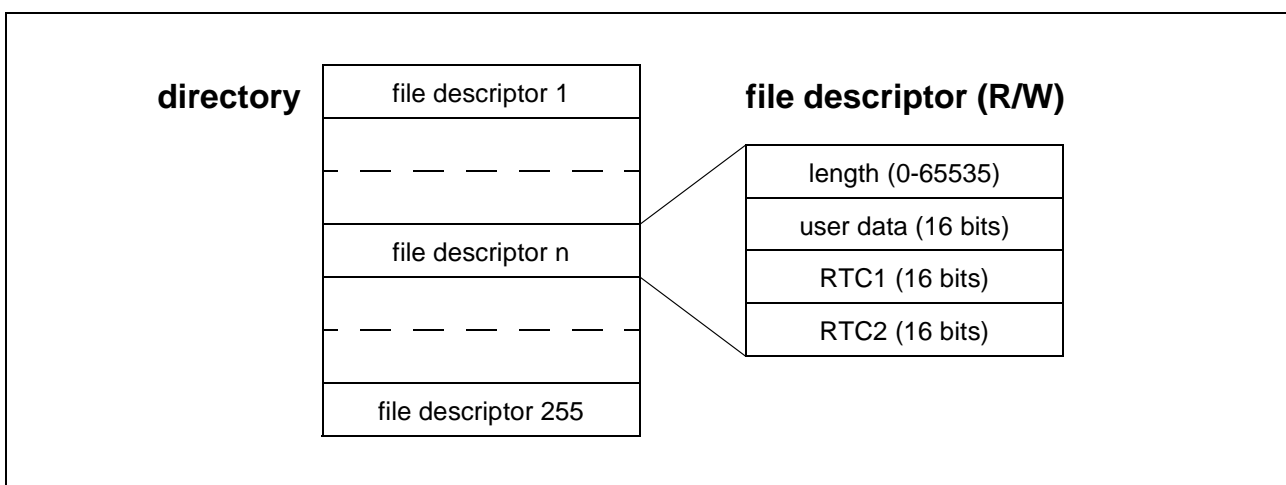 directory
file descriptor 1
file descriptor n
file descriptor 255
file descriptor (R/W)
length (0-65535)
user data (16 bits)
RTC1 (16 bits)
RTC2 (16 bits)